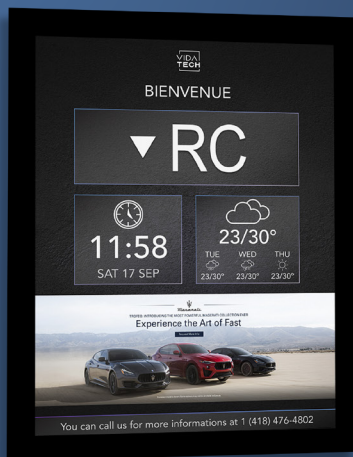 VIDA
TECH
BIENVENUE
RC
11:58
SAT 17 SEP
23/30°
TUE WED THU
23/30° 23/30° 23/30°
Maserati
Experience the Art of Fast
You can call us for more informations at 1 (418) 476-4802